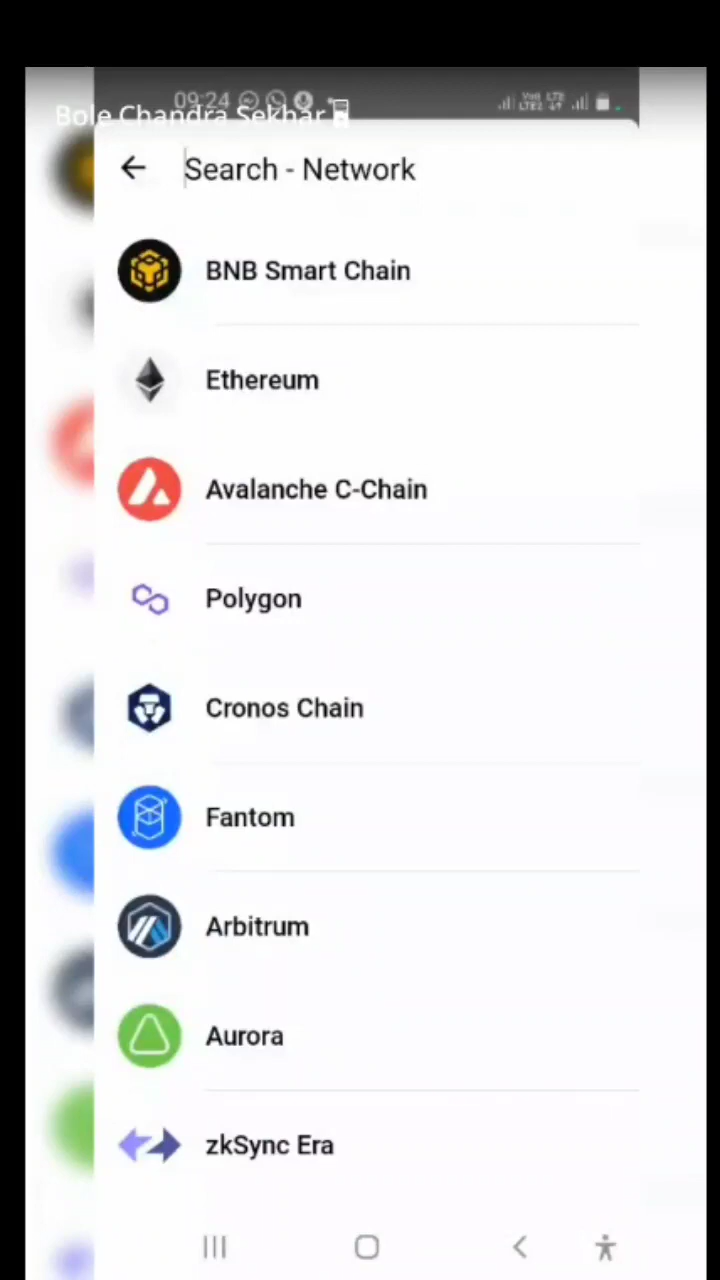 09:24
Bole Chandra Sekhar
Search - Network
BNB Smart Chain
Ethereum
Avalanche C-Chain
Polygon
Cronos Chain
Fantom
Arbitrum
Aurora
zkSync Era